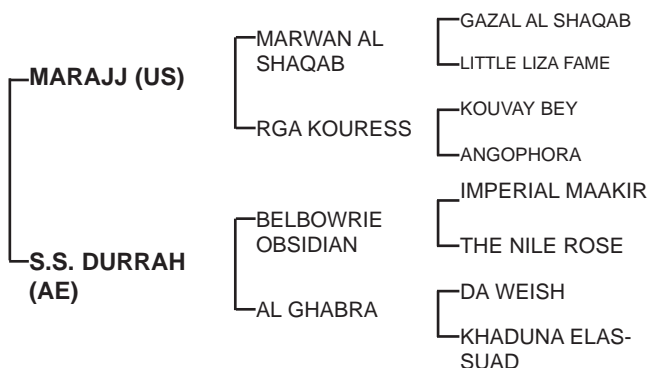 MARAJJ (US)
MARWAN AL
SHAQAB
GAZAL AL SHAQAB
LITTLE LIZA FAME
RGA KOURESS
KOUVAY BEY
ANGOPHORA
S.S. DURRAH
(AE)
BELBOWRIE
OBSIDIAN
IMPERIAL MAAKIR
THE NILE ROSE
AL GHABRA
DA WEISH
KHADUNA ELAS-
SUAD